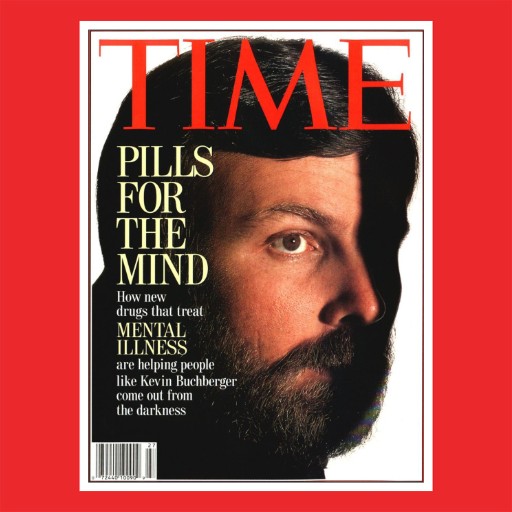 TIME
PILLS
FOR
THE
MIND
How new
drugs that treat
MENTAL
ILLNESS
are helping people
like Kevin Buchberger
come out from
the darkness